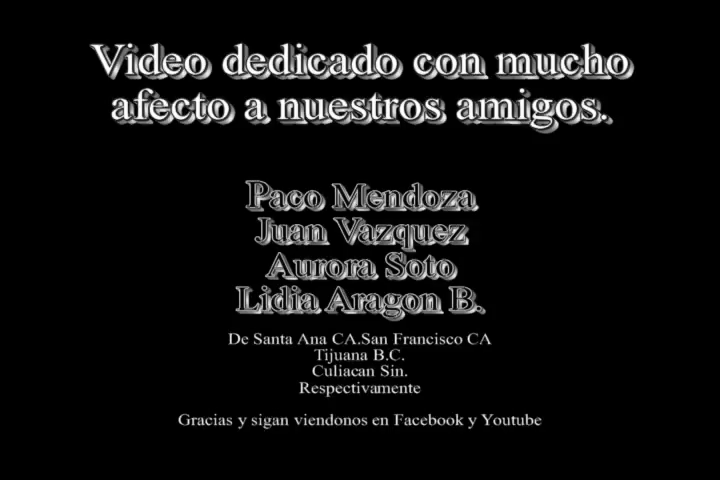 Video dedicado con mucho
afecto a nuestros amigos.
Paco Mendoza
Juan Vazquez
Aurora Soto
Lidia Aragon B.
De Santa Ana CA.San Francisco CA
Tijuana B.C.
Culiacan Sin.
Respectivamente
Gracias y sigan viendonos en Facebook y Youtube